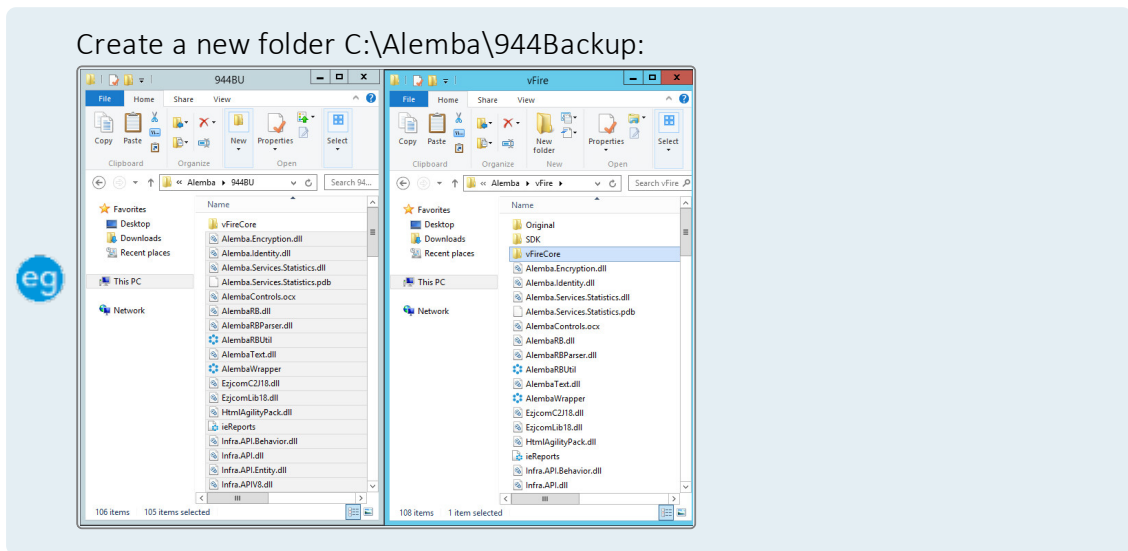 Create a new folder C:\Alemba\944Backup:
944BU
File Home Share View
Copy Paste New Properties Select
Clipboard Organize Open
« Alemba 944BU Search 94...
Favorites
Desktop
Downloads
Recent places
This PC
Network
Name
vFireCore
Alemba.Encryption.dll
Alemba.Identity.dll
Alemba.Services.Statistics.dll
Alemba.Services.Statistics.pdb
AlembaControls.ocx
AlembaRB.dll
AlembaRBParser.dll
AlembaRBUtil
AlembaText.dll
AlembaWrapper
EzjcomC2J18.dll
EzjcomLib18.dll
HtmlAgilityPack.dll
ieReports
Infra.API.Behavior.dll
Infra.API.dll
Infra.API.Entity.dll
Infra.APIV8.dll
106 items 105 items selected
vFire
File Home Share View
Copy Paste New Properties Select
folder
Clipboard Organize New Open
« Alemba vFire Search vFire
Favorites
Desktop
Downloads
Recent places
This PC
Network
Name
Original
SDK
vFireCore
Alemba.Encryption.dll
Alemba.Identity.dll
Alemba.Services.Statistics.dll
Alemba.Services.Statistics.pdb
AlembaControls.ocx
AlembaRB.dll
AlembaRBParser.dll
AlembaRBUtil
AlembaText.dll
AlembaWrapper
EzjcomC2J18.dll
EzjcomLib18.dll
HtmlAgilityPack.dll
ieReports
Infra.API.Behavior.dll
Infra.API.dll
108 items 1 item selected
eg